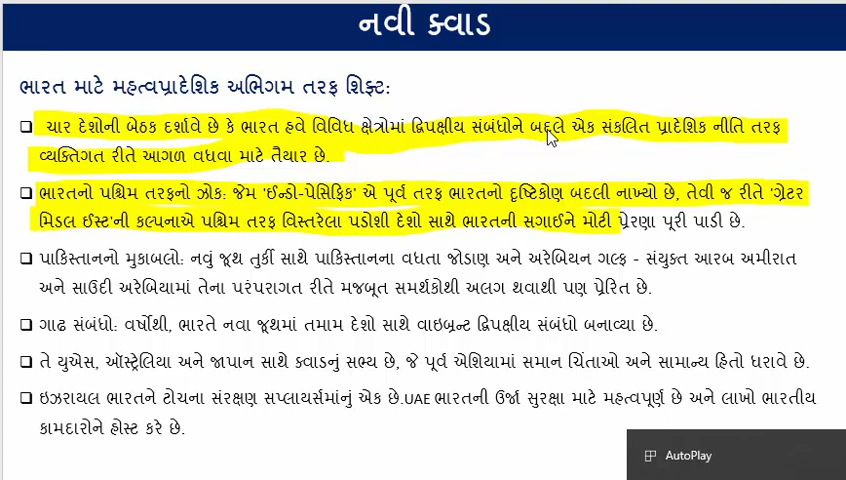 નવી ક્વાડ
ભારત માટે મહત્વપ્રાદેશિક અભિગમ તરફ શિફ્ટ:
❑ ચાર દેશોની બેઠક દર્શાવે છે કે ભારત હવે વિવિધ ક્ષેત્રોમાં દ્વિપક્ષીય સંબંધોને બદ્દલે એક સંકલિત પ્રાદેશિક નીતિ તરફ
વ્યક્તિગત રીતે આગળ વધવા માટે તૈયાર છે.
❑ ભારતનો પશ્ચિમ તરફનો ઝોક: જેમ 'ઈન્ડો-પેસિફિક' એ પૂર્વ તરફ ભારતનો દૃષ્ટિકોણ બદલી નાખ્યો છે, તેવી જ રીતે 'ગ્રેટર
મિડલ ઈસ્ટ'ની કલ્પનાએ પશ્ચિમ તરફ વિસ્તરેલા પડોશી દેશો સાથે ભારતની સગાઈને મોટી પ્રેરણા પૂરી પાડી છે.
❑ પાકિસ્તાનનો મુકાબલો: નવું જૂથ તુર્કી સાથે પાકિસ્તાનના વધતા જોડાણ અને અરેબિયન ગલ્ફ - સંયુક્ત આરબ અમીરાત
અને સાઉદી અરેબિયામાં તેના પરંપરાગત રીતે મજબૂત સમર્થકોથી અલગ થવાથી પણ પ્રેરિત છે.
❑ ગાઢ સંબંધો: વર્ષોથી, ભારતે નવા જૂથમાં તમામ દેશો સાથે વાઇબ્રન્ટ દ્વિપક્ષીય સંબંધો બનાવ્યા છે.
❑ તે યુએસ, ઑસ્ટ્રેલિયા અને જાપાન સાથે ક્વાડનું સભ્ય છે, જે પૂર્વ એશિયામાં સમાન ચિંતાઓ અને સામાન્ય હિતો ધરાવે છે.
❑ ઇઝરાયલ ભારતને ટોચના સંરક્ષણ સપ્લાયર્સમાંનું એક છે.UAE ભારતની ઉર્જા સુરક્ષા માટે મહત્વપૂર્ણ છે અને લાખો ભારતીય
કામદારોને હોસ્ટ કરે છે.
AutoPlay